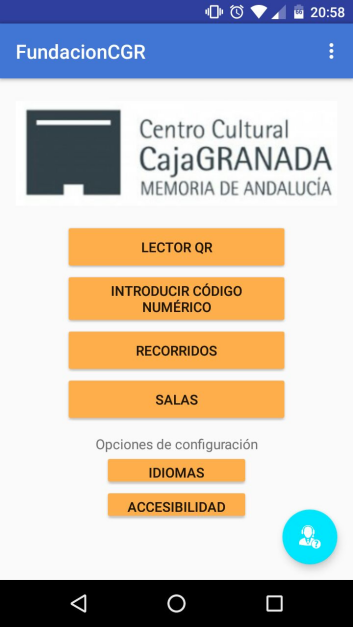 20:58
FundacionCGR
Centro Cultural
CajaGRANADA
MEMORIA DE ANDALUCÍA
LECTOR QR
INTRODUCIR CÓDIGO
NUMÉRICO
RECORRIDOS
SALAS
Opciones de configuración
IDIOMAS
ACCESIBILIDAD
?